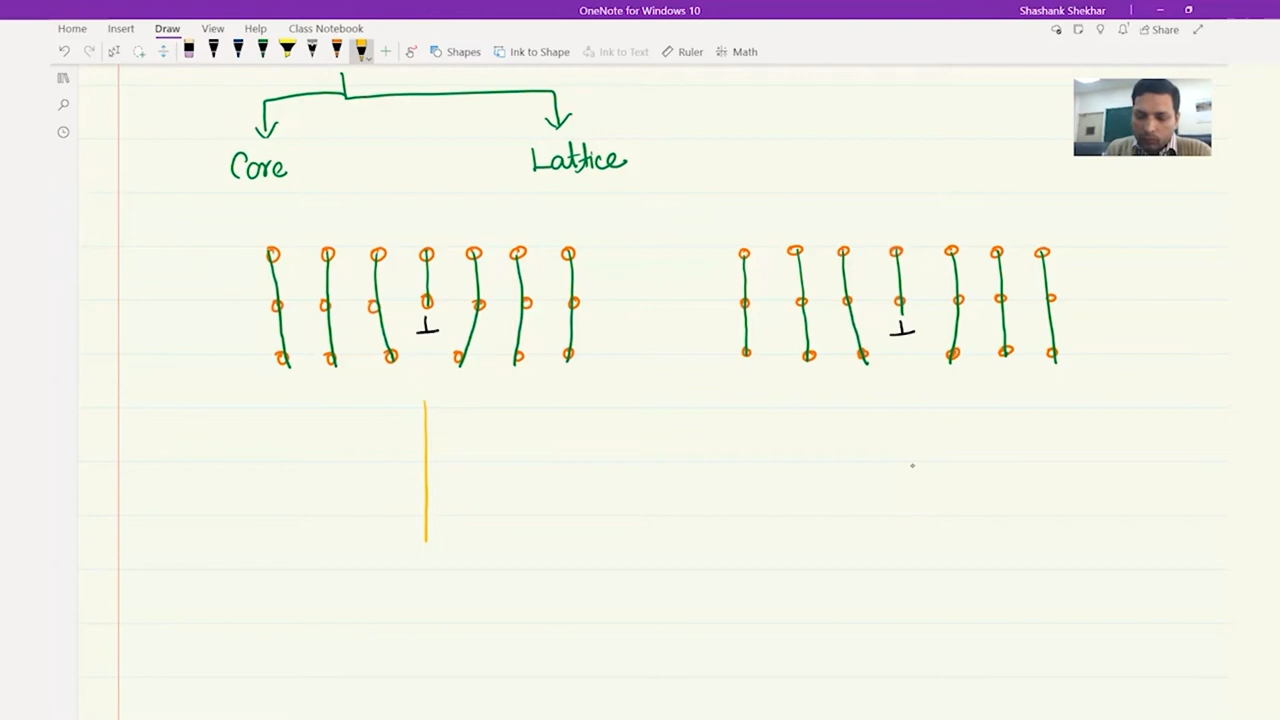 OneNote for Windows 10
Shashank Shekhar
Home Insert Draw View Help Class Notebook
Share
Shapes Ink to Shape Ink to Text Ruler Math
Core
Lattice
⊥ ⊥